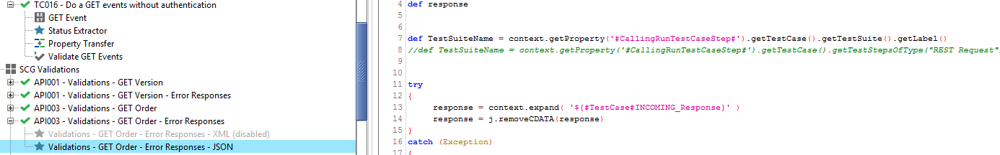 TC016 - Do a GET events without authentication
GET Event
Status Extractor
Property Transfer
Validate GET Events
SCG Validations
API001 - Validations - GET Version
API001 - Validations - GET Version - Error Responses
API003 - Validations - GET Order
API003 - Validations - GET Order - Error Responses
Validations - GET Order - Error Responses - XML (disabled)
Validations - GET Order - Error Responses - JSON
4 def response
5
6
7 def TestSuiteName = context.getProperty('#CallingRunTestCaseStep#').getTestCase().getTestSuite().getLabel()
8 //def TestSuiteName = context.getProperty('#CallingRunTestCaseStep#').getTestCase().getTestStepsOfType("REST Request"
9
10
11 try
12 {
13 response = context.expand( '${#TestCase#INCOMING_Response}' )
14 response = j.removeCDATA(response)
15 }
16 catch (Exception)
17 {